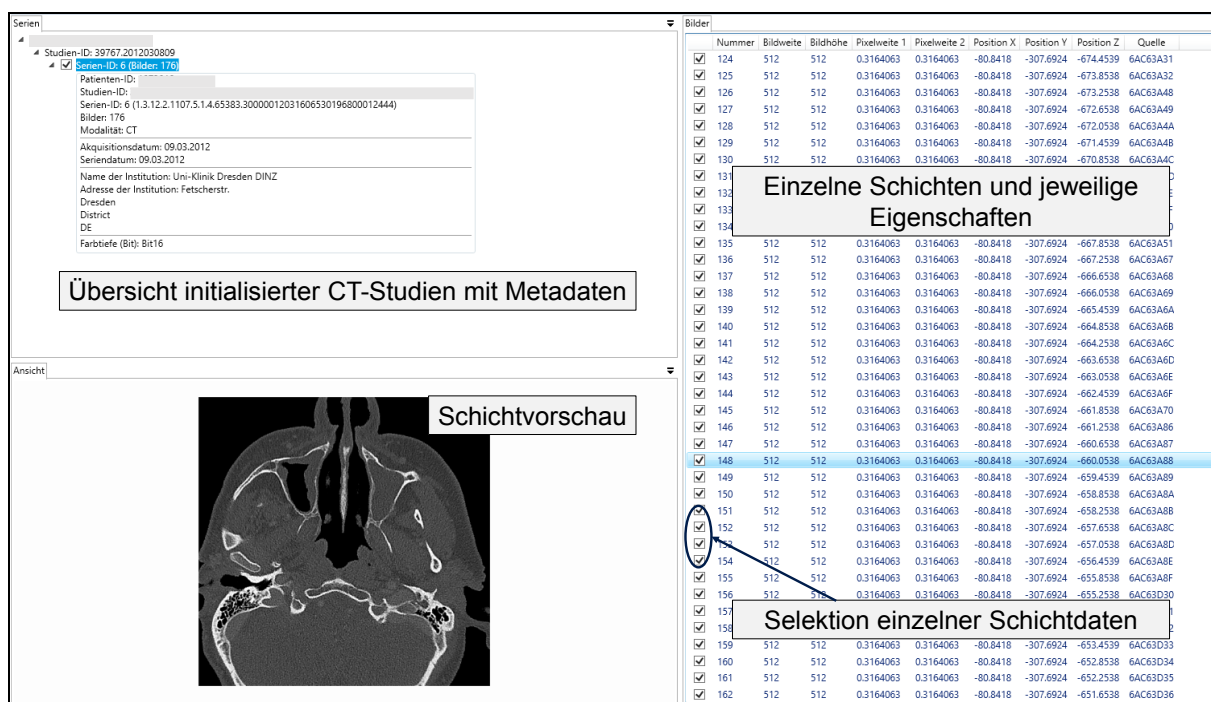 Serien
Studien-ID: 39767.2012030809
Serien-ID: 6 (Bilder: 176)
Patienten-ID:
Studien-ID:
Serien-ID: 6 (1.3.12.2.1107.5.1.4.65383.30000012031606530196800012444)
Bilder: 176
Modalität: CT
Akquisitionsdatum: 09.03.2012
Seriendatum: 09.03.2012
Name der Institution: Uni-Klinik Dresden DINZ
Adresse der Institution: Fetscherstr.
Dresden
District
DE
Farbtiefe (Bit): Bit16
Übersicht initialisierter CT-Studien mit Metadaten
Ansicht
Schichtvorschau
Bilder
Nummer Bildweite Bildhöhe Pixelweite 1 Pixelweite 2 Position X Position Y Position Z Quelle
124 512 512 0.3164063 0.3164063 -80.8418 -307.6924 -674.4539 6AC63A31
125 512 512 0.3164063 0.3164063 -80.8418 -307.6924 -673.8538 6AC63A32
126 512 512 0.3164063 0.3164063 -80.8418 -307.6924 -673.2538 6AC63A48
127 512 512 0.3164063 0.3164063 -80.8418 -307.6924 -672.6538 6AC63A49
128 512 512 0.3164063 0.3164063 -80.8418 -307.6924 -672.0538 6AC63A4A
129 512 512 0.3164063 0.3164063 -80.8418 -307.6924 -671.4539 6AC63A4B
130 512 512 0.3164063 0.3164063 -80.8418 -307.6924 -670.8538 6AC63A4C
131
132
133
134
Einzelne Schichten und jeweilige
Eigenschaften
135 512 512 0.3164063 0.3164063 -80.8418 -307.6924 -667.8538 6AC63A51
136 512 512 0.3164063 0.3164063 -80.8418 -307.6924 -667.2538 6AC63A67
137 512 512 0.3164063 0.3164063 -80.8418 -307.6924 -666.6538 6AC63A68
138 512 512 0.3164063 0.3164063 -80.8418 -307.6924 -666.0538 6AC63A69
139 512 512 0.3164063 0.3164063 -80.8418 -307.6924 -665.4539 6AC63A6A
140 512 512 0.3164063 0.3164063 -80.8418 -307.6924 -664.8538 6AC63A6B
141 512 512 0.3164063 0.3164063 -80.8418 -307.6924 -664.2538 6AC63A6C
142 512 512 0.3164063 0.3164063 -80.8418 -307.6924 -663.6538 6AC63A6D
143 512 512 0.3164063 0.3164063 -80.8418 -307.6924 -663.0538 6AC63A6E
144 512 512 0.3164063 0.3164063 -80.8418 -307.6924 -662.4539 6AC63A6F
145 512 512 0.3164063 0.3164063 -80.8418 -307.6924 -661.8538 6AC63A70
146 512 512 0.3164063 0.3164063 -80.8418 -307.6924 -661.2538 6AC63A86
147 512 512 0.3164063 0.3164063 -80.8418 -307.6924 -660.6538 6AC63A87
148 512 512 0.3164063 0.3164063 -80.8418 -307.6924 -660.0538 6AC63A88
149 512 512 0.3164063 0.3164063 -80.8418 -307.6924 -659.4539 6AC63A89
150 512 512 0.3164063 0.3164063 -80.8418 -307.6924 -658.8538 6AC63A8A
151 512 512 0.3164063 0.3164063 -80.8418 -307.6924 -658.2538 6AC63A8B
152 512 512 0.3164063 0.3164063 -80.8418 -307.6924 -657.6538 6AC63A8C
153 512 512 0.3164063 0.3164063 -80.8418 -307.6924 -657.0538 6AC63A8D
154 512 512 0.3164063 0.3164063 -80.8418 -307.6924 -656.4539 6AC63A8E
155 512 512 0.3164063 0.3164063 -80.8418 -307.6924 -655.8538 6AC63A8F
156 512 512 0.3164063 0.3164063 -80.8418 -307.6924 -655.2538 6AC63D30
157
158
Selektion einzelner Schichtdaten
159 512 512 0.3164063 0.3164063 -80.8418 -307.6924 -653.4539 6AC63D33
160 512 512 0.3164063 0.3164063 -80.8418 -307.6924 -652.8538 6AC63D34
161 512 512 0.3164063 0.3164063 -80.8418 -307.6924 -652.2538 6AC63D35
162 512 512 0.3164063 0.3164063 -80.8418 -307.6924 -651.6538 6AC63D36